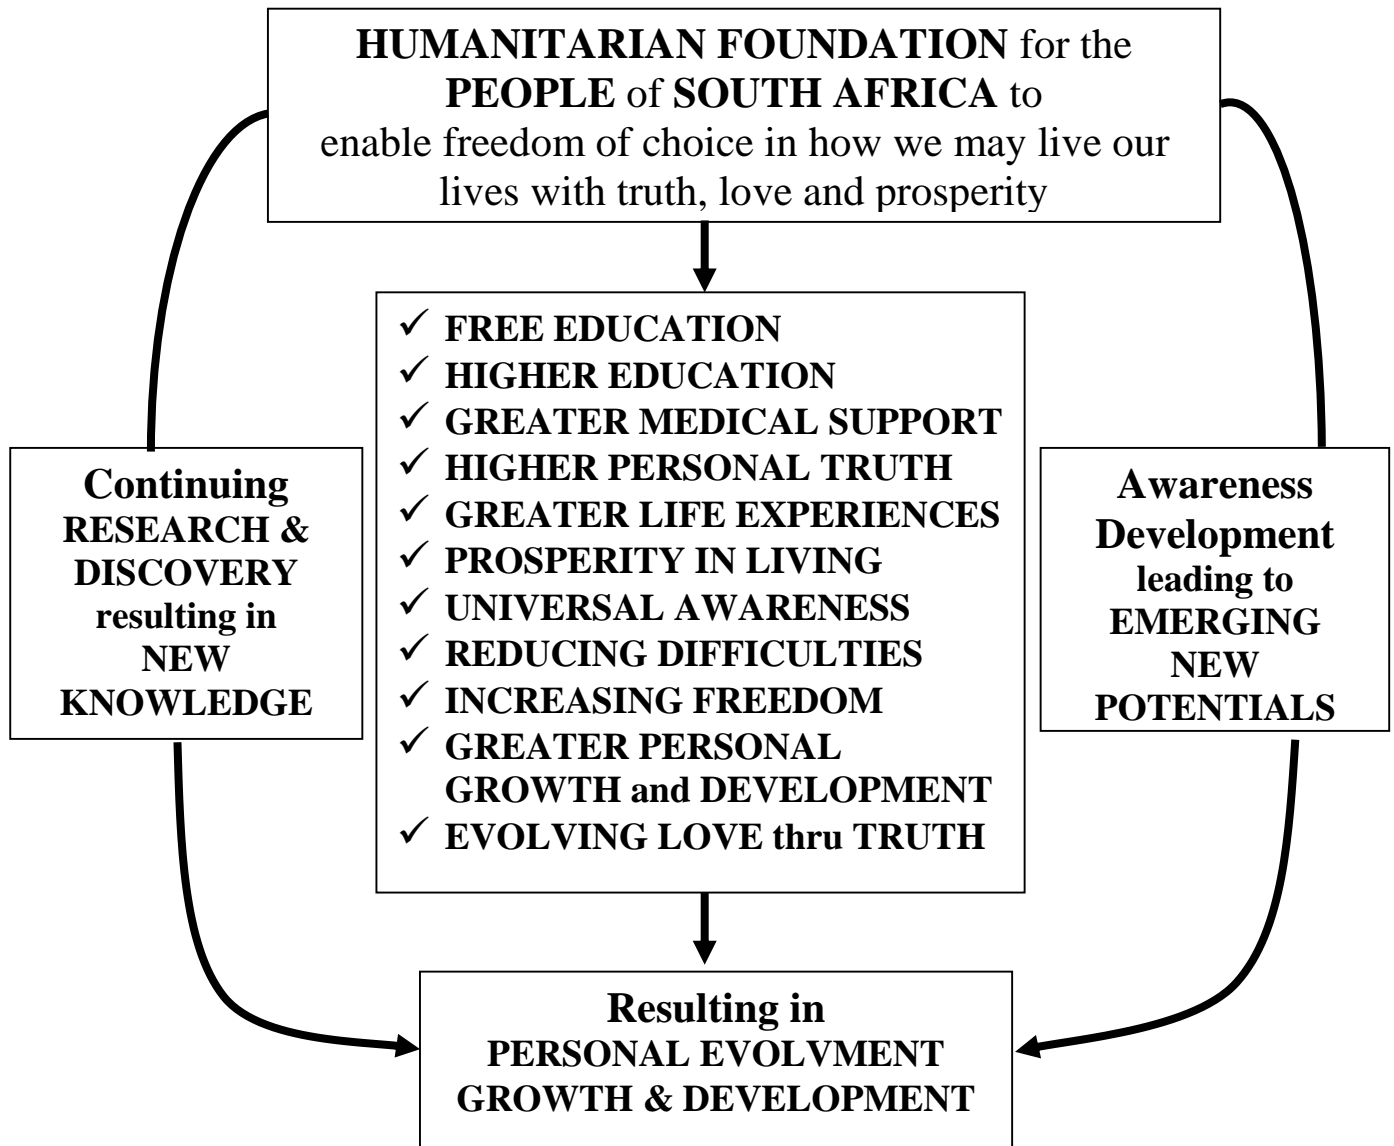 HUMANITARIAN FOUNDATION for the
PEOPLE of SOUTH AFRICA to
enable freedom of choice in how we may live our
lives with truth, love and prosperity
✓ FREE EDUCATION
✓ HIGHER EDUCATION
✓ GREATER MEDICAL SUPPORT
✓ HIGHER PERSONAL TRUTH
✓ GREATER LIFE EXPERIENCES
✓ PROSPERITY IN LIVING
✓ UNIVERSAL AWARENESS
✓ REDUCING DIFFICULTIES
✓ INCREASING FREEDOM
✓ GREATER PERSONAL
GROWTH and DEVELOPMENT
✓ EVOLVING LOVE thru TRUTH
Continuing
RESEARCH &
DISCOVERY
resulting in
NEW
KNOWLEDGE
Awareness
Development
leading to
EMERGING
NEW
POTENTIALS
Resulting in
PERSONAL EVOLVMENT
GROWTH & DEVELOPMENT